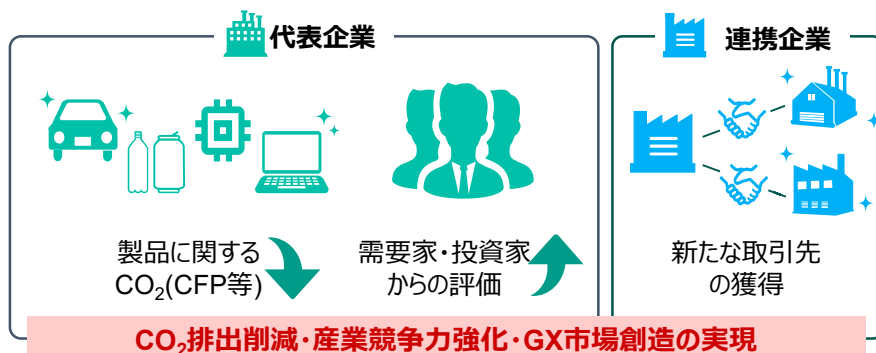 代表企業
連携企業
製品に関する
CO₂(CFP等)
需要家・投資家
からの評価
新たな取引先
の獲得
CO₂排出削減・産業競争力強化・GX市場創造の実現